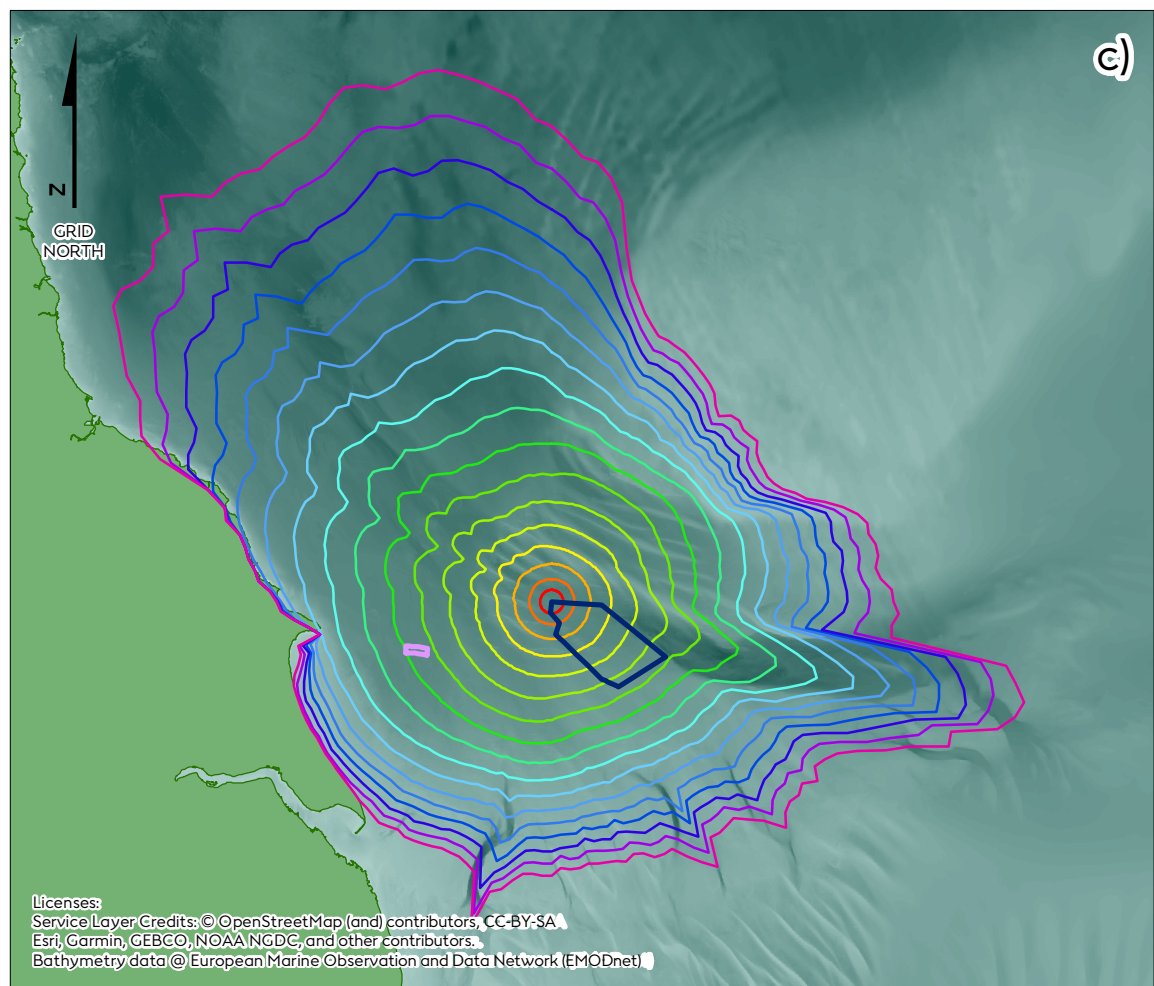 c)
N
GRID
NORTH
Licenses:
Service Layer Credits: © OpenStreetMap (and) contributors, CC-BY-SA
Esri, Garmin, GEBCO, NOAA NGDC, and other contributors.
Bathymetry data @ European Marine Observation and Data Network (EMODnet)